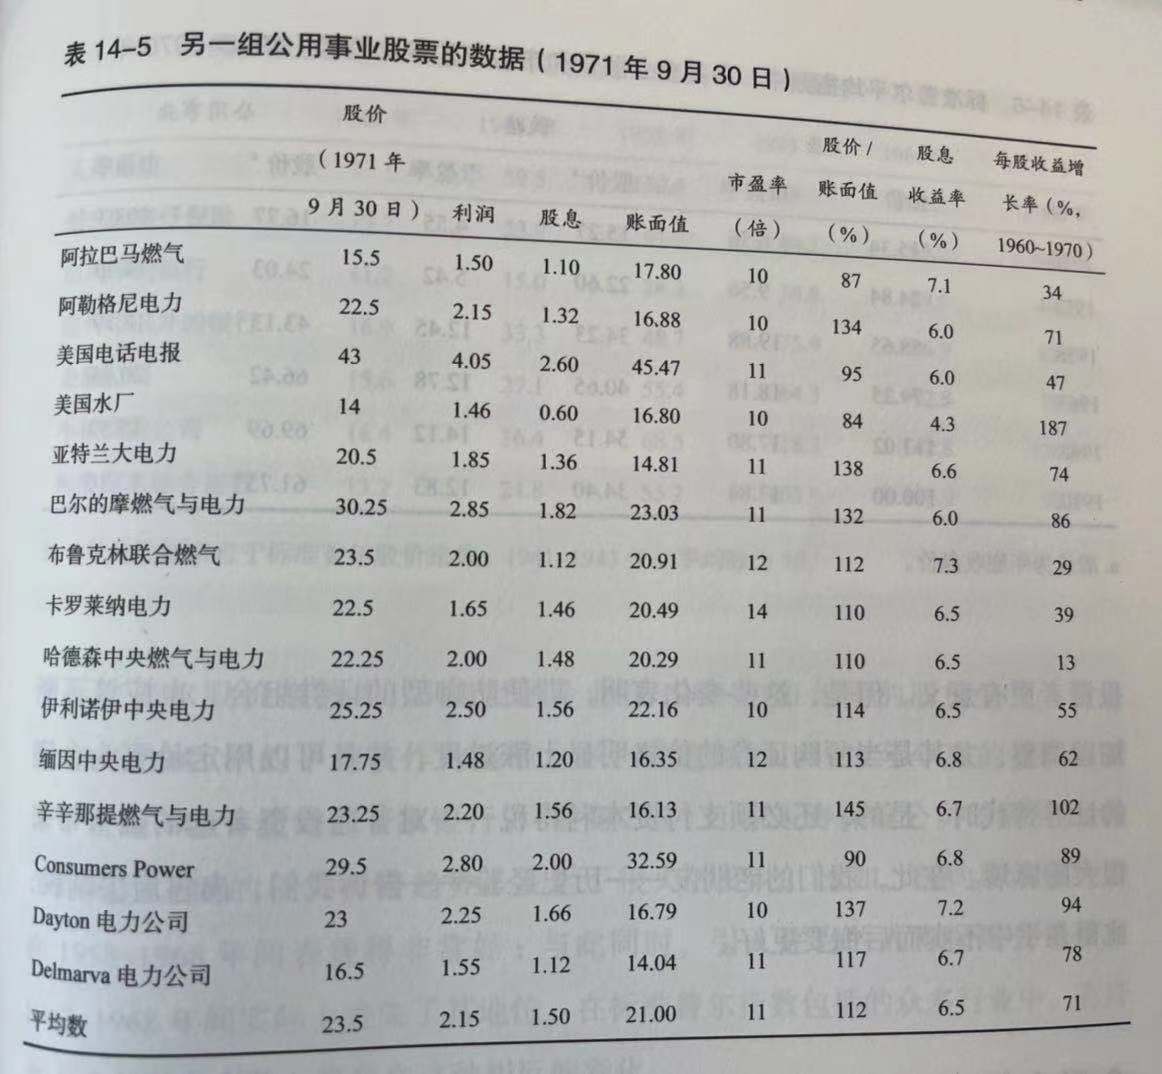 表 14–5 另一组公用事业股票的数据（1971 年 9 月 30 日）
股价（1971 年 9 月 30 日） 利润 股息 账面值 市盈率（倍） 股价 / 账面值（%） 股息收益率（%） 每股收益增长率（%, 1960~1970）
阿拉巴马燃气 15.5 1.50 1.10 17.80 10 87 7.1 34
阿勒格尼电力 22.5 2.15 1.32 16.88 10 134 6.0 71
美国电话电报 43 4.05 2.60 45.47 11 95 6.0 47
美国水厂 14 1.46 0.60 16.80 10 84 4.3 187
亚特兰大电力 20.5 1.85 1.36 14.81 11 138 6.6 74
巴尔的摩燃气与电力 30.25 2.85 1.82 23.03 11 132 6.0 86
布鲁克林联合燃气 23.5 2.00 1.12 20.91 12 112 7.3 29
卡罗莱纳电力 22.5 1.65 1.46 20.49 14 110 6.5 39
哈德森中央燃气与电力 22.25 2.00 1.48 20.29 11 110 6.5 13
伊利诺伊中央电力 25.25 2.50 1.56 22.16 10 114 6.5 55
缅因中央电力 17.75 1.48 1.20 16.35 12 113 6.8 62
辛辛那提燃气与电力 23.25 2.20 1.56 16.13 11 145 6.7 102
Consumers Power 29.5 2.80 2.00 32.59 11 90 6.8 89
Dayton 电力公司 23 2.25 1.66 16.79 10 137 7.2 94
Delmarva 电力公司 16.5 1.55 1.12 14.04 11 117 6.7 78
平均数 23.5 2.15 1.50 21.00 11 112 6.5 71